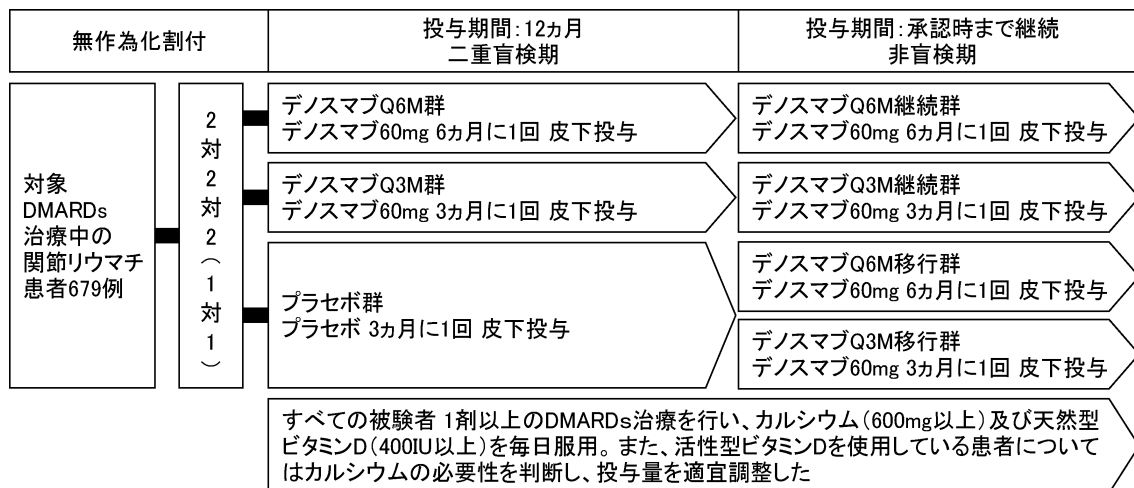 無作為化割付
投与期間:12ヵ月
二重盲検期
投与期間:承認時まで継続
非盲検期
対象
DMARDs
治療中の
関節リウマチ
患者679例
2対2対2(1対1)
デノスマブQ6M群
デノスマブ60mg 6ヵ月に1回 皮下投与
デノスマブQ6M継続群
デノスマブ60mg 6ヵ月に1回 皮下投与
デノスマブQ3M群
デノスマブ60mg 3ヵ月に1回 皮下投与
デノスマブQ3M継続群
デノスマブ60mg 3ヵ月に1回 皮下投与
プラセボ群
プラセボ 3ヵ月に1回 皮下投与
デノスマブQ6M移行群
デノスマブ60mg 6ヵ月に1回 皮下投与
デノスマブQ3M移行群
デノスマブ60mg 3ヵ月に1回 皮下投与
すべての被験者 1剤以上のDMARDs治療を行い、カルシウム(600mg以上)及び天然型
ビタミンD(400IU以上)を毎日服用。また、活性型ビタミンDを使用している患者について
はカルシウムの必要性を判断し、投与量を適宜調整した